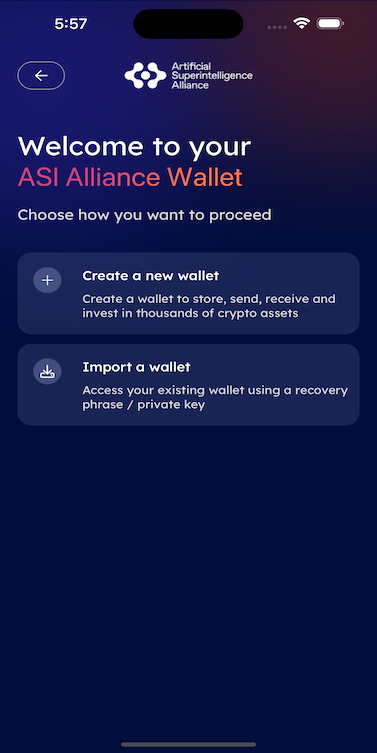 5:57
Artificial
Superintelligence
Alliance
Welcome to your
ASI Alliance Wallet
Choose how you want to proceed
Create a new wallet
Create a wallet to store, send, receive and
invest in thousands of crypto assets
Import a wallet
Access your existing wallet using a recovery
phrase / private key